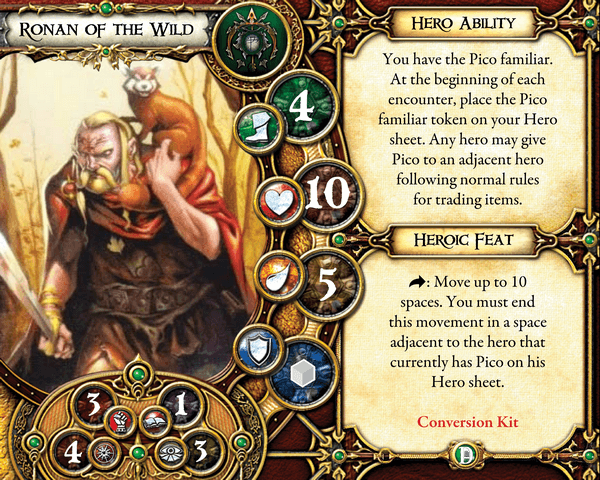 Ronan of the Wild
4
10
5
3
1
4
3
Hero Ability
You have the Pico familiar.
At the beginning of each
encounter, place the Pico
familiar token on your Hero
sheet. Any hero may give
Pico to an adjacent hero
following normal rules
for trading items.
Heroic Feat
: Move up to 10
spaces. You must end
this movement in a space
adjacent to the hero that
currently has Pico on his
Hero sheet.
Conversion Kit
D